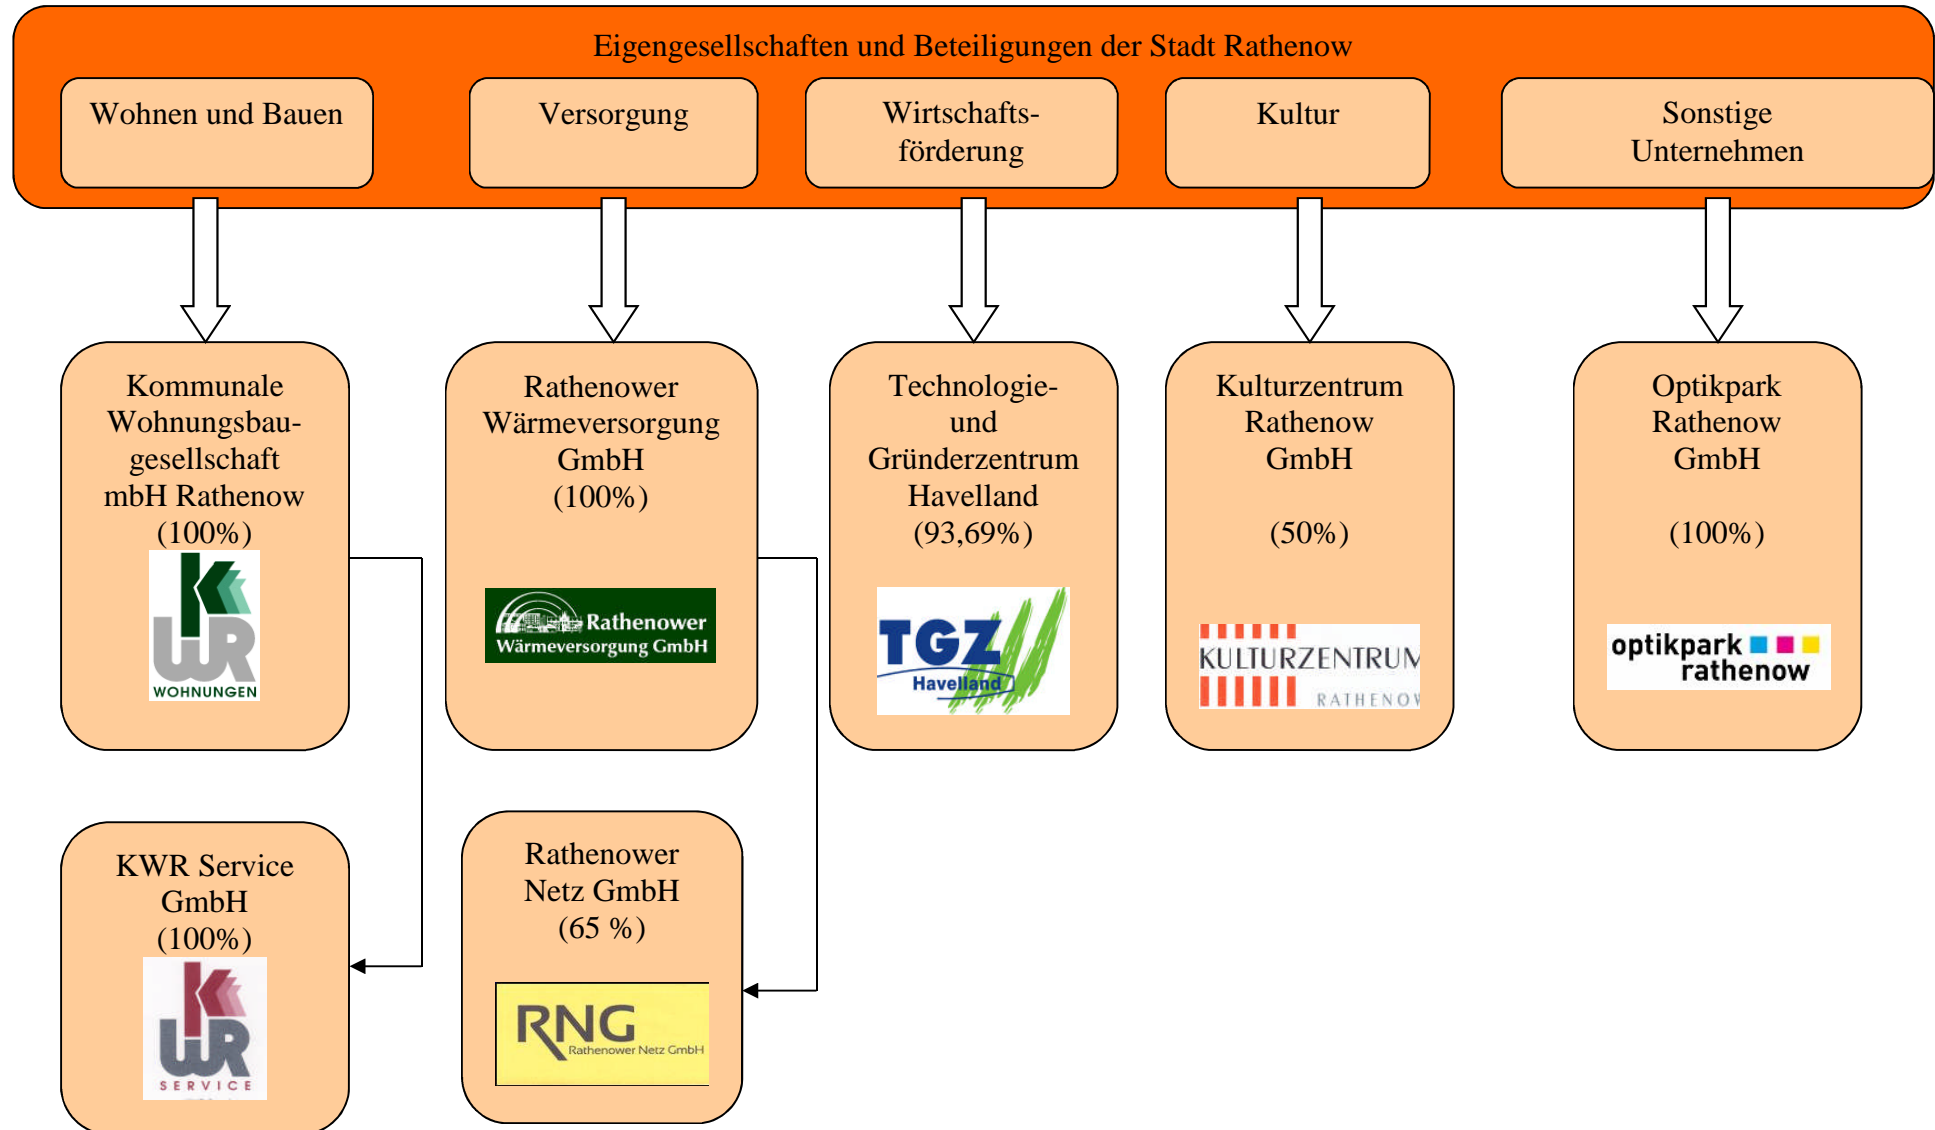 Eigengesellschaften und Beteiligungen der Stadt Rathenow
Wohnen und Bauen
Versorgung
Wirtschafts-
förderung
Kultur
Sonstige
Unternehmen
Kommunale
Wohnungsbau-
gesellschaft
mbH Rathenow
(100%)
KWR
WOHNUNGEN
Rathenower
Wärmeversorgung
GmbH
(100%)
Rathenower
Wärmeversorgung GmbH
Technologie-
und
Gründerzentrum
Havelland
(93,69%)
TGZ
Havelland
Kulturzentrum
Rathenow
GmbH
(50%)
KULTURZENTRUM
RATHENOW
Optikpark
Rathenow
GmbH
(100%)
optikpark
rathenow
KWR Service
GmbH
(100%)
KWR
SERVICE
Rathenower
Netz GmbH
(65 %)
RNG
Rathenower Netz GmbH